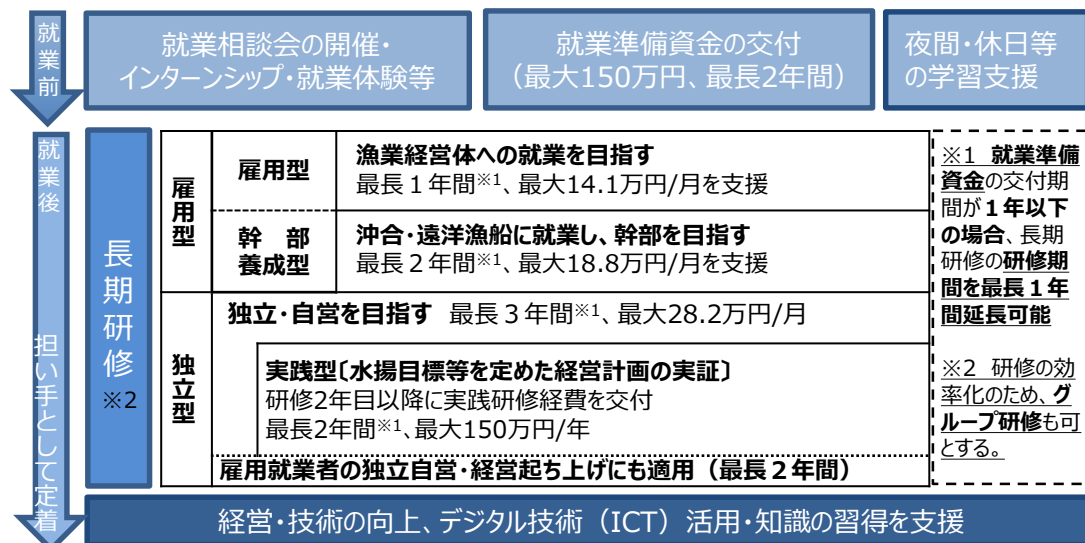 就業前
就業相談会の開催・
インターンシップ・就業体験等
就業準備資金の交付
（最大150万円、最長2年間）
夜間・休日等
の学習支援
就業後
担い手として定着
長期研修
※2
雇用型
雇用型
漁業経営体への就業を目指す
最長１年間※1、最大14.1万円/月を支援
幹　部
養成型
沖合・遠洋漁船に就業し、幹部を目指す
最長２年間※1、最大18.8万円/月を支援
独立型
独立・自営を目指す　最長３年間※1、最大28.2万円/月
実践型〔水揚目標等を定めた経営計画の実証〕
研修2年目以降に実践研修経費を交付
最長2年間※1、最大150万円/年
雇用就業者の独立自営・経営起ち上げにも適用（最長２年間）
※1 就業準備
資金の交付期
間が１年以下
の場合、長期
研修の研修期
間を最長１年
間延長可能
※2 研修の効
率化のため、グ
ループ研修も可
とする。
経営・技術の向上、デジタル技術（ICT）活用・知識の習得を支援